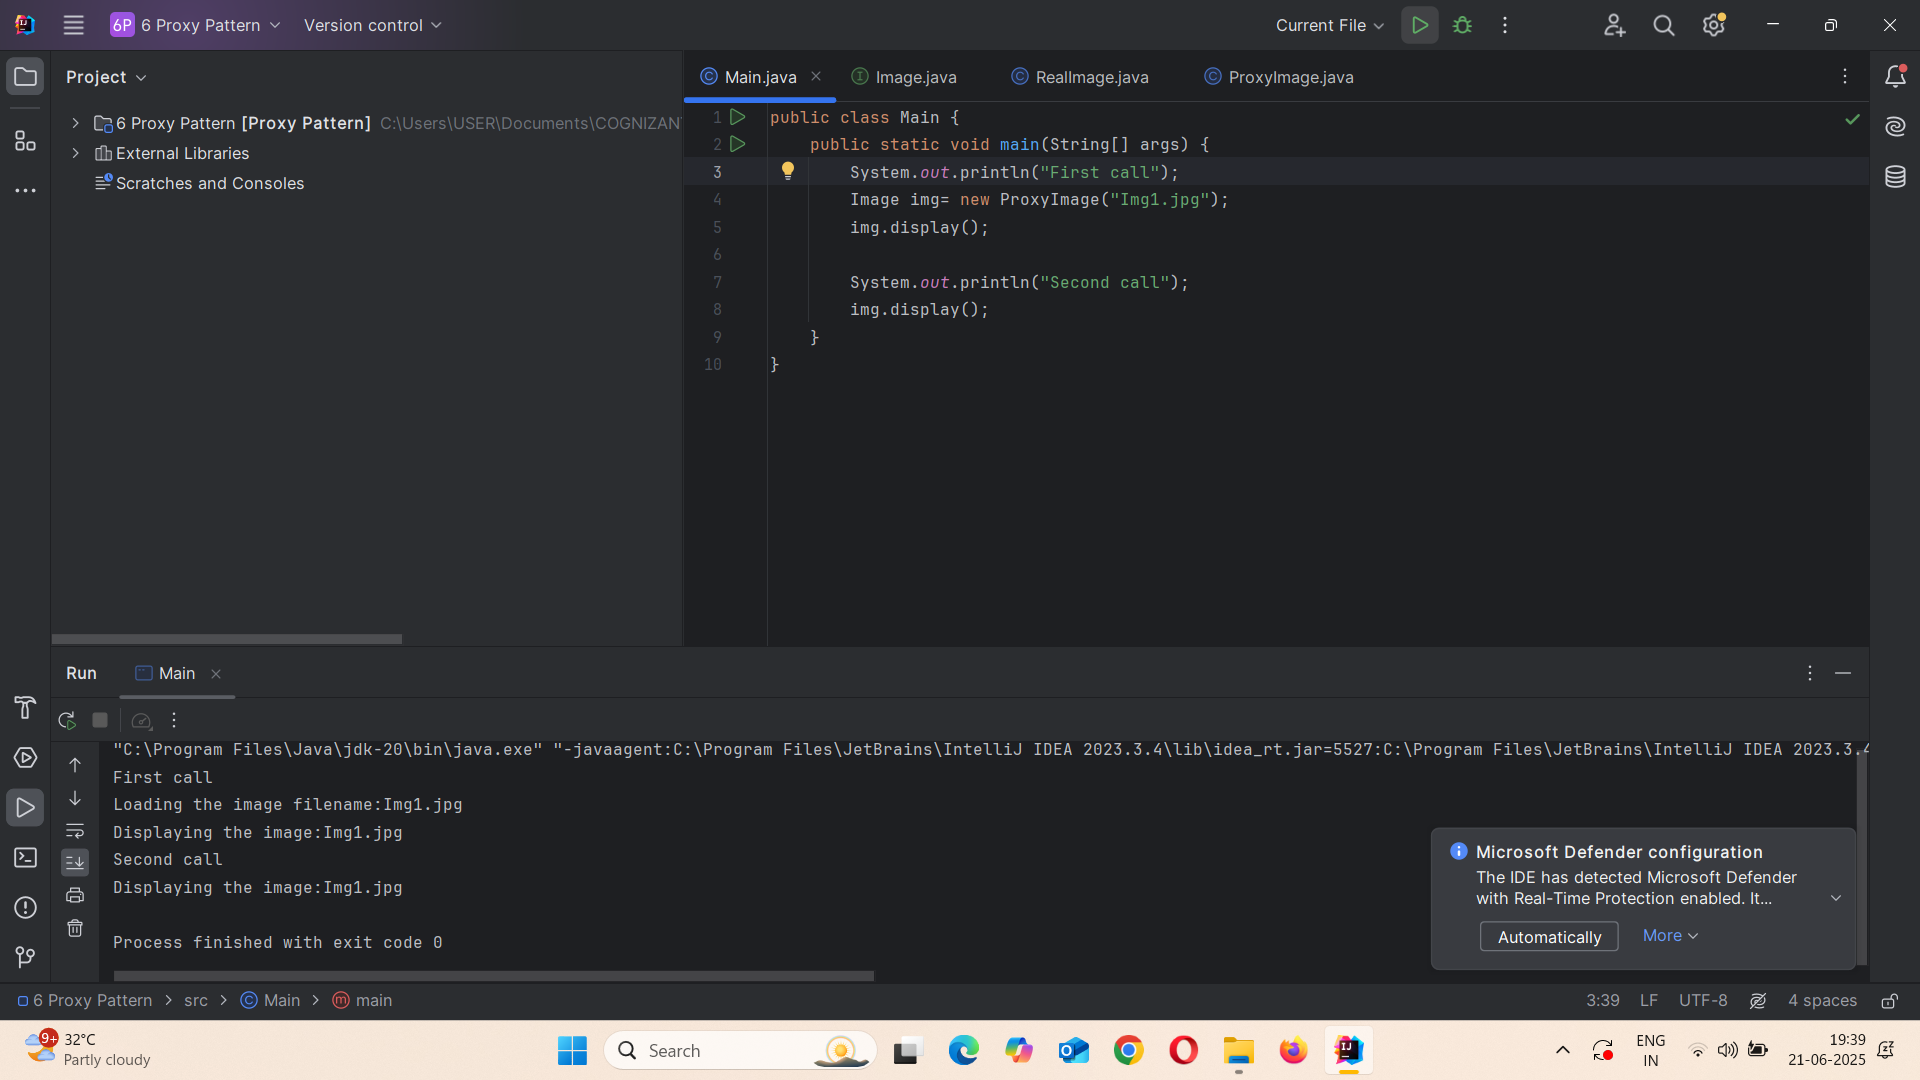 6P 6 Proxy Pattern Version control Current File
Project
6 Proxy Pattern [Proxy Pattern] C:\Users\USER\Documents\COGNIZAN
External Libraries
Scratches and Consoles
Main.java Image.java RealImage.java ProxyImage.java
1 public class Main {
2 public static void main(String[] args) {
3 System.out.println("First call");
4 Image img= new ProxyImage("Img1.jpg");
5 img.display();
6
7 System.out.println("Second call");
8 img.display();
9 }
10 }
Run Main
"C:\Program Files\Java\jdk-20\bin\java.exe" "-javaagent:C:\Program Files\JetBrains\IntelliJ IDEA 2023.3.4\lib\idea_rt.jar=5527:C:\Program Files\JetBrains\IntelliJ IDEA 2023.3.4
First call
Loading the image filename:Img1.jpg
Displaying the image:Img1.jpg
Second call
Displaying the image:Img1.jpg
Process finished with exit code 0
Microsoft Defender configuration
The IDE has detected Microsoft Defender
with Real-Time Protection enabled. It...
Automatically More
6 Proxy Pattern src Main main 3:39 LF UTF-8 4 spaces
9+ 32°C
Partly cloudy
Search
ENG
IN
19:39
21-06-2025